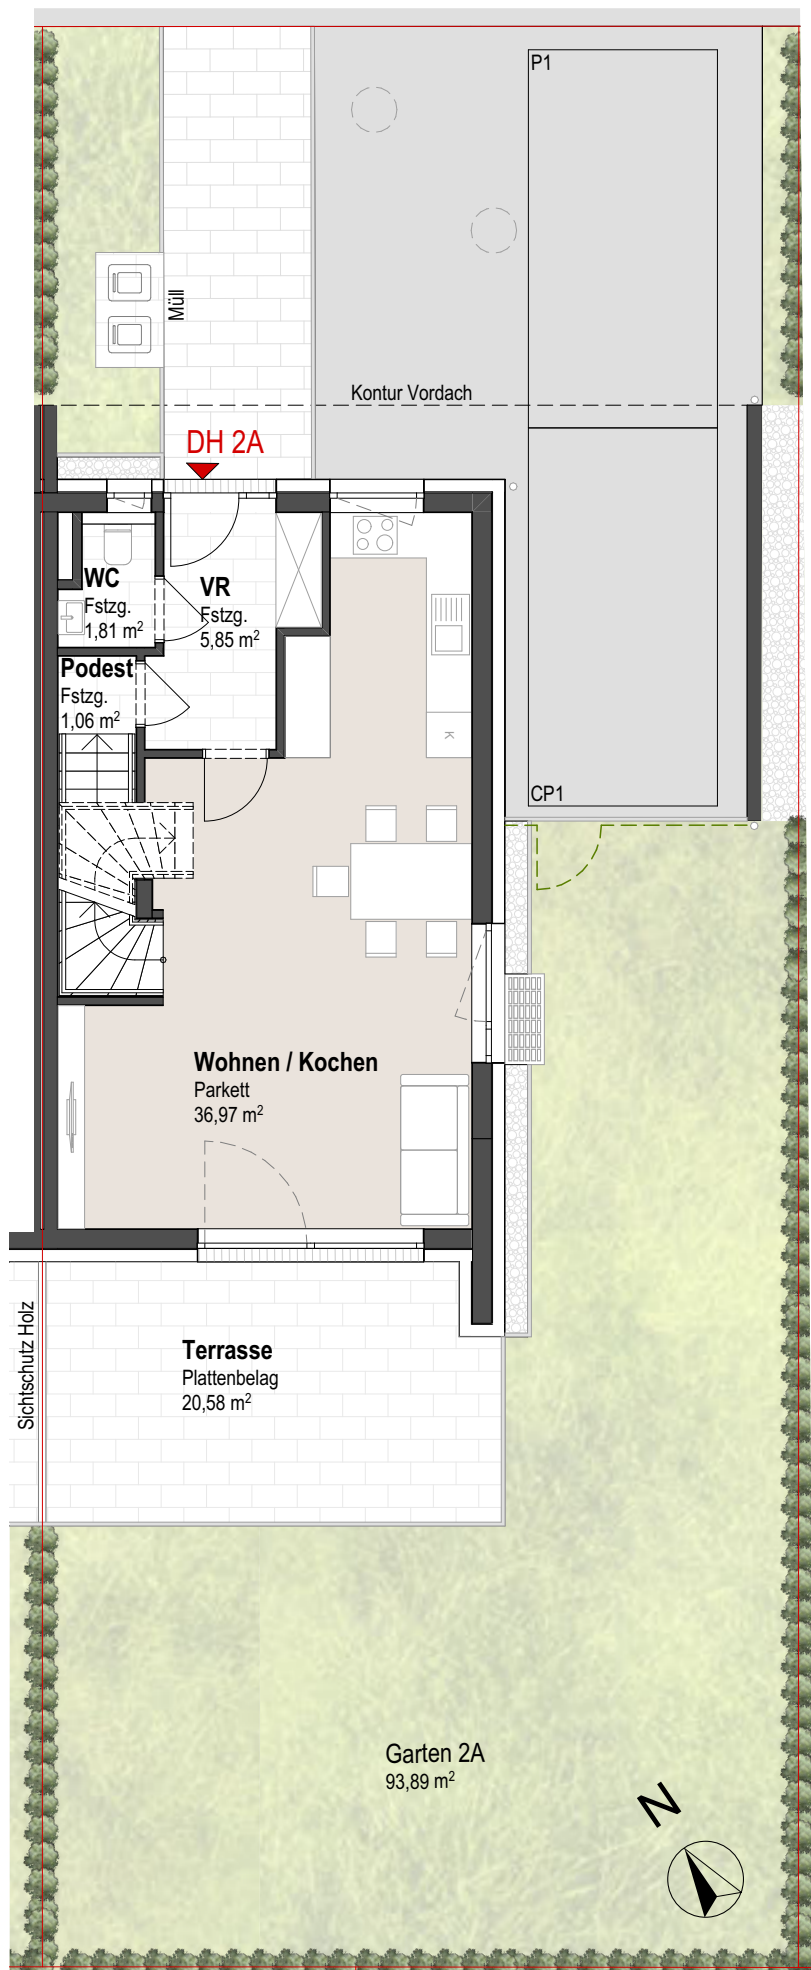 P1
Müll
Kontur Vordach
DH 2A
WC
Fstzg.
1,81 m²
VR
Fstzg.
5,85 m²
Podest
Fstzg.
1,06 m²
K
CP1
Wohnen / Kochen
Parkett
36,97 m²
Sichtschutz Holz
Terrasse
Plattenbelag
20,58 m²
Garten 2A
93,89 m²
N